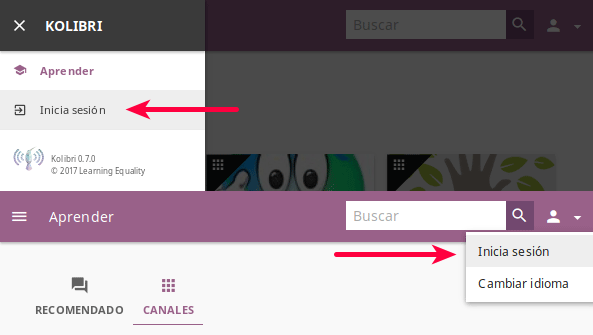 KOLIBRI
Buscar
Aprender
Inicia sesión
Kolibri 0.7.0
© 2017 Learning Equality
Aprender
Buscar
Inicia sesión
Cambiar idioma
RECOMENDADO
CANALES